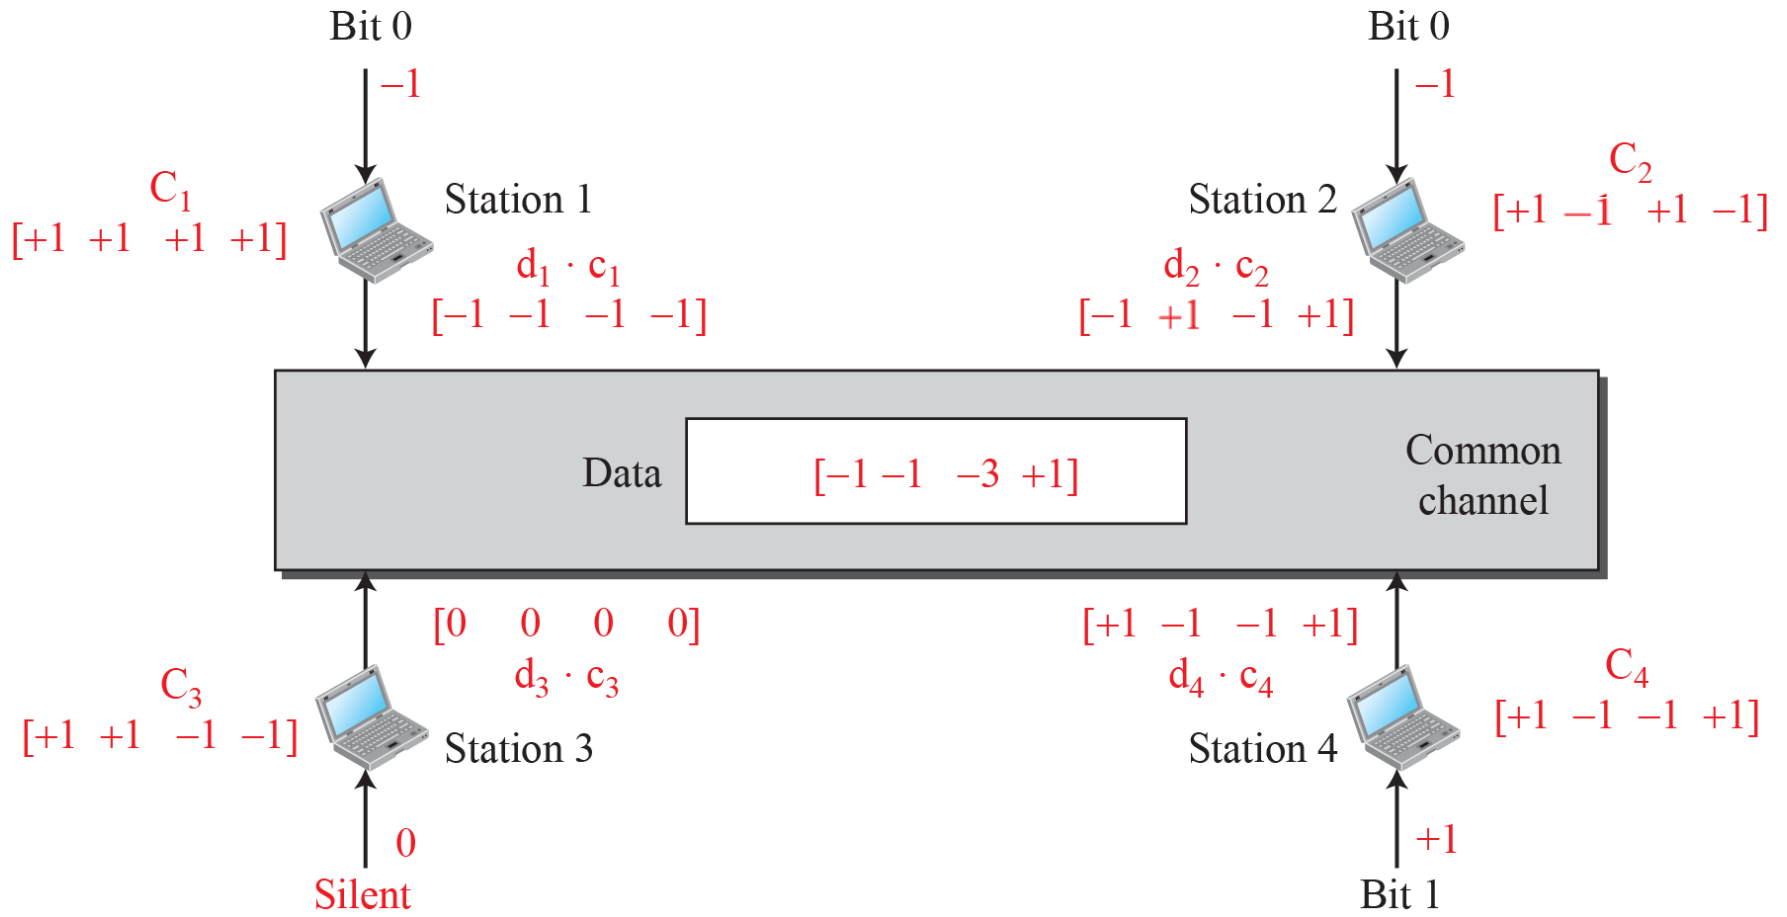 Bit 0
Bit 0
–1
–1
C1
[+1 +1 +1 +1]
Station 1
d1 · c1
[–1 –1 –1 –1]
Station 2
C2
[+1 –1 +1 –1]
d2 · c2
[–1 +1 –1 +1]
Data
[–1 –1 –3 +1]
Common
channel
[0 0 0 0]
d3 · c3
C3
[+1 +1 –1 –1]
Station 3
0
Silent
[+1 –1 –1 +1]
d4 · c4
Station 4
C4
[+1 –1 –1 +1]
+1
Bit 1